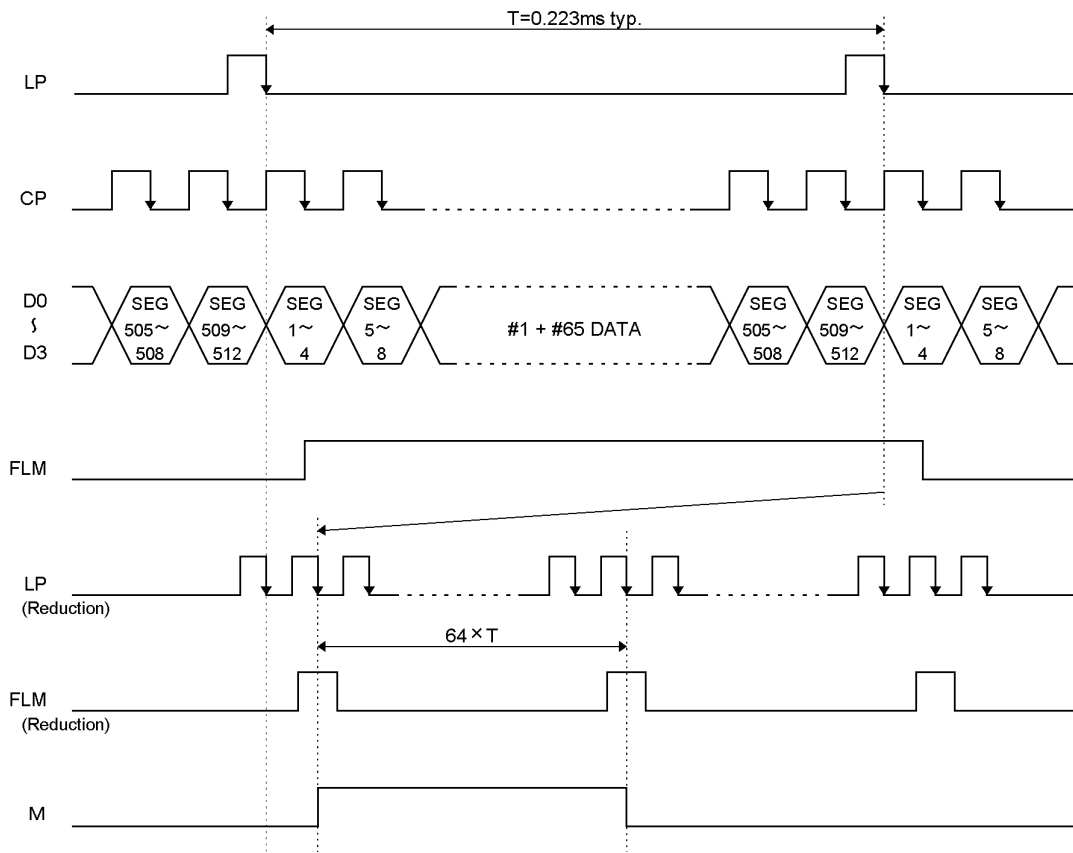 T=0.223ms typ.
LP
CP
D0
∫
D3
SEG
505~
508
SEG
509~
512
SEG
1~
4
SEG
5~
8
#1 + #65 DATA
SEG
505~
508
SEG
509~
512
SEG
1~
4
SEG
5~
8
FLM
LP
(Reduction)
64×T
FLM
(Reduction)
M